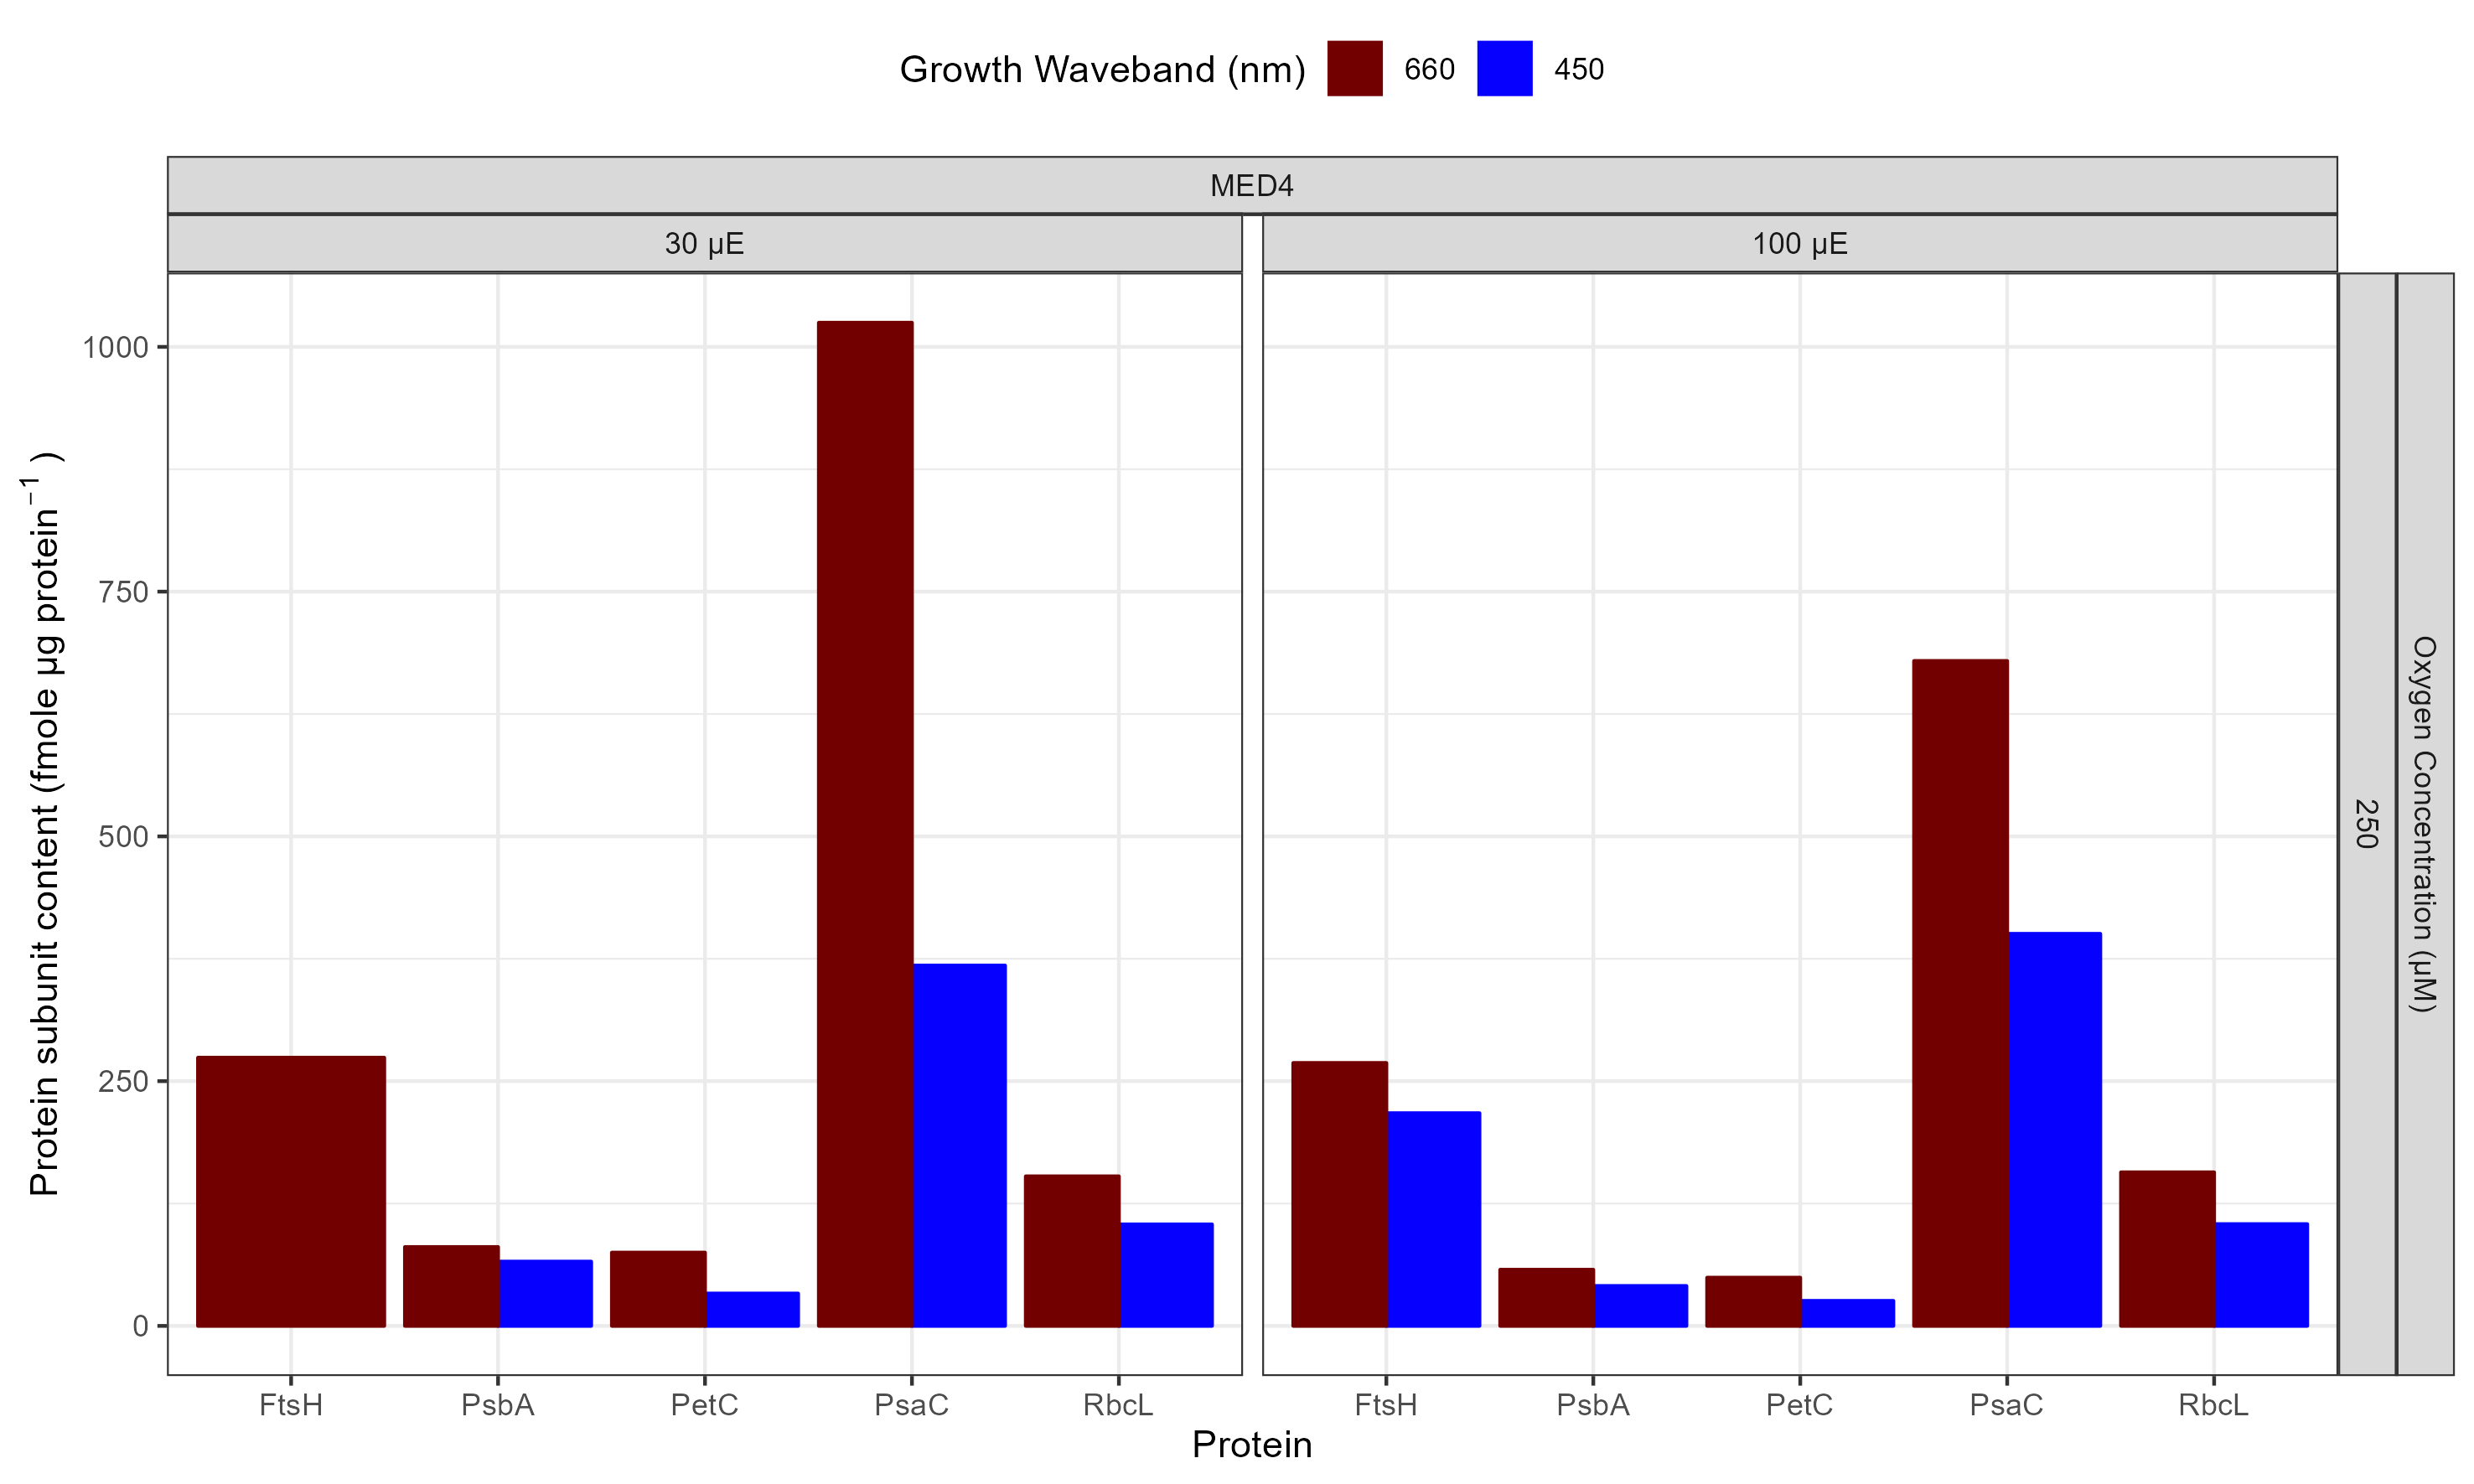 Growth Waveband (nm) 660 450
MED4
30 µE 100 µE
Protein subunit content (fmole µg protein⁻¹ )
1000
750
500
250
0
250
Oxygen Concentration (µM)
FtsH PsbA PetC PsaC RbcL FtsH PsbA PetC PsaC RbcL
Protein